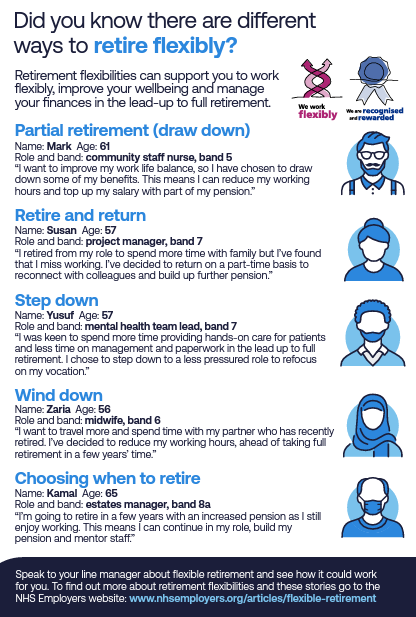 Did you know there are different
ways to retire flexibly?
Retirement flexibilities can support you to work
flexibly, improve your wellbeing and manage
your finances in the lead-up to full retirement.
We work
flexibly
We are recognised
and rewarded
Partial retirement (draw down)
Name: Mark Age: 61
Role and band: community staff nurse, band 5
“I want to improve my work life balance, so I have chosen to draw
down some of my benefits. This means I can reduce my working
hours and top up my salary with part of my pension.”
Retire and return
Name: Susan Age: 57
Role and band: project manager, band 7
“I retired from my role to spend more time with family but I’ve found
that I miss working. I’ve decided to return on a part-time basis to
reconnect with colleagues and build up further pension.”
Step down
Name: Yusuf Age: 57
Role and band: mental health team lead, band 7
“I was keen to spend more time providing hands-on care for patients
and less time on management and paperwork in the lead up to full
retirement. I chose to step down to a less pressured role to refocus
on my vocation.”
Wind down
Name: Zaria Age: 56
Role and band: midwife, band 6
“I want to travel more and spend time with my partner who has recently
retired. I’ve decided to reduce my working hours, ahead of taking full
retirement in a few years’ time.”
Choosing when to retire
Name: Kamal Age: 65
Role and band: estates manager, band 8a
“I’m going to retire in a few years with an increased pension as I still
enjoy working. This means I can continue in my role, build my
pension and mentor staff.”
Speak to your line manager about flexible retirement and see how it could work
for you. To find out more about retirement flexibilities and these stories go to the
NHS Employers website: www.nhsemployers.org/articles/flexible-retirement